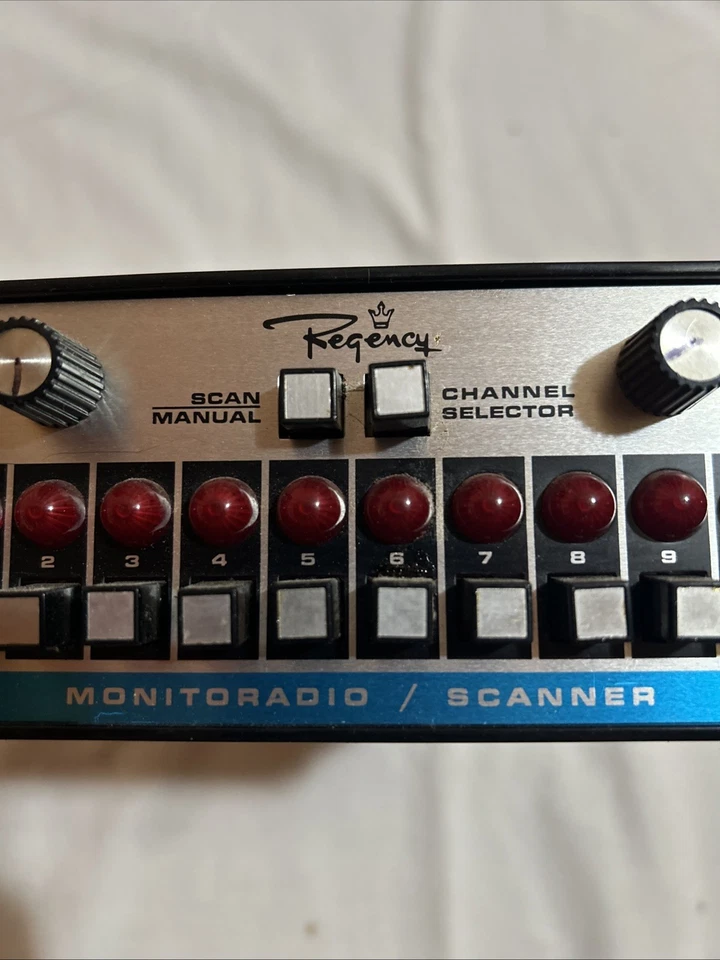 Regency
SCAN
MANUAL
CHANNEL
SELECTOR
2 3 4 5 6 7 8 9
MONITORADIO / SCANNER